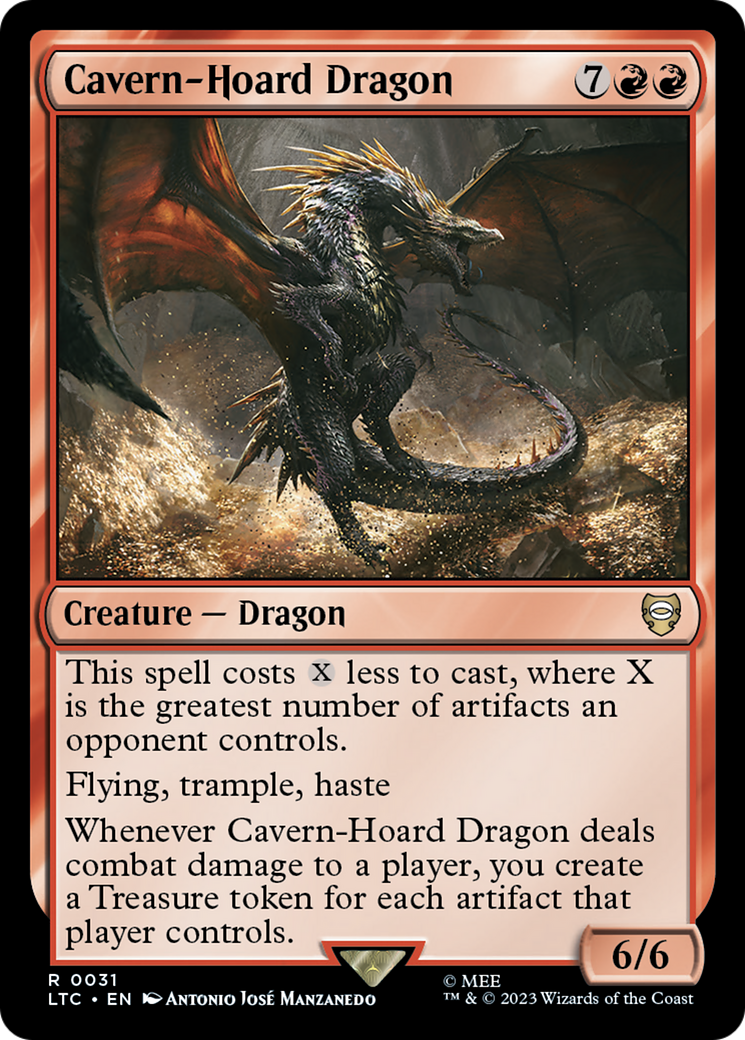 Cavern-Hoard Dragon 7
Creature — Dragon
This spell costs X less to cast, where X
is the greatest number of artifacts an
opponent controls.
Flying, trample, haste
Whenever Cavern-Hoard Dragon deals
combat damage to a player, you create
a Treasure token for each artifact that
player controls.
6/6
R 0031
LTC • EN Antonio José Manzanedo
© MEE
™ & © 2023 Wizards of the Coast